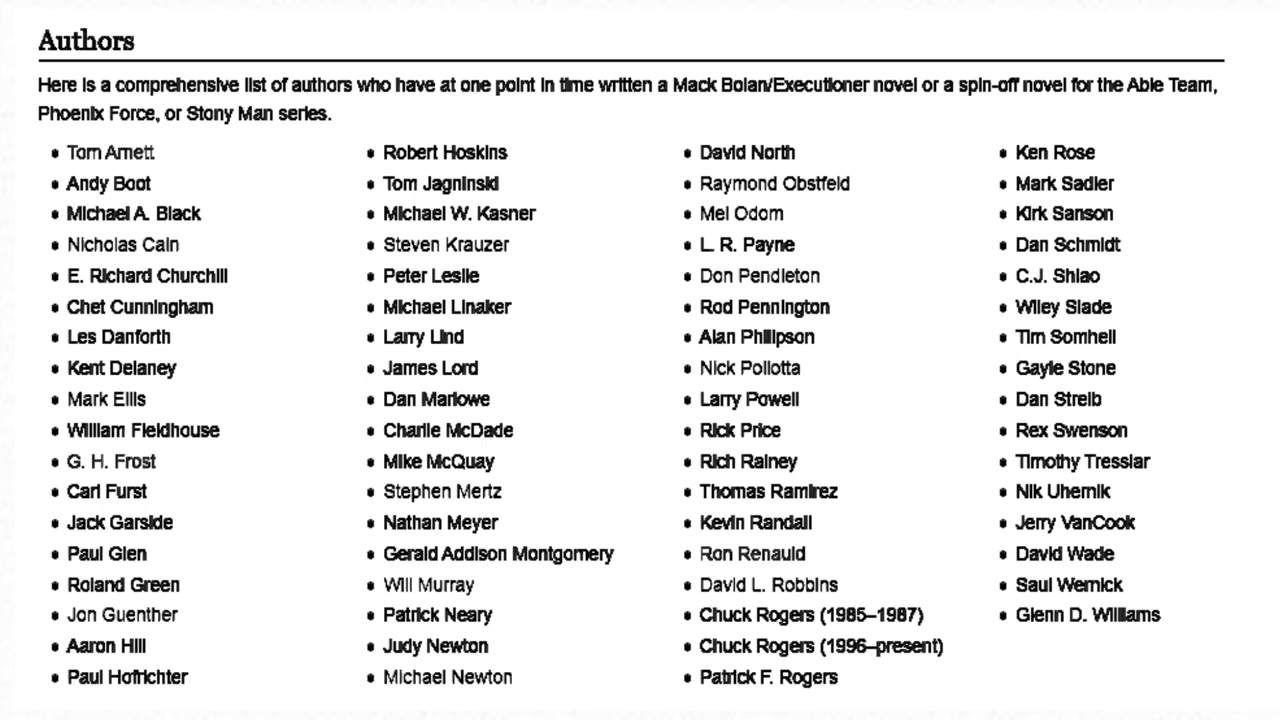 Authors
Here is a comprehensive list of authors who have at one point in time written a Mack Bolan/Executioner novel or a spin-off novel for the Able Team,
Phoenix Force, or Stony Man series.
• Tom Arnett
• Andy Boot
• Michael A. Black
• Nicholas Cain
• E. Richard Churchill
• Chet Cunningham
• Les Danforth
• Kent Delaney
• Mark Ellis
• William Fieldhouse
• G. H. Frost
• Carl Furst
• Jack Garside
• Paul Glen
• Roland Green
• Jon Guenther
• Aaron Hill
• Paul Hofrichter
• Robert Hoskins
• Tom Jagninski
• Michael W. Kasner
• Steven Krauzer
• Peter Leslie
• Michael Linaker
• Larry Lind
• James Lord
• Dan Marlowe
• Charlie McDade
• Mike McQuay
• Stephen Mertz
• Nathan Meyer
• Gerald Addison Montgomery
• Will Murray
• Patrick Neary
• Judy Newton
• Michael Newton
• David North
• Raymond Obstfeld
• Mel Odom
• L. R. Payne
• Don Pendleton
• Rod Pennington
• Alan Philipson
• Nick Pollotta
• Larry Powell
• Rick Price
• Rich Rainey
• Thomas Ramirez
• Kevin Randall
• Ron Renauld
• David L. Robbins
• Chuck Rogers (1985–1987)
• Chuck Rogers (1996–present)
• Patrick F. Rogers
• Ken Rose
• Mark Sadler
• Kirk Sanson
• Dan Schmidt
• C.J. Shiao
• Wiley Slade
• Tim Somheil
• Gayle Stone
• Dan Streib
• Rex Swenson
• Timothy Tressiar
• Nik Uhernik
• Jerry VanCook
• David Wade
• Saul Wernick
• Glenn D. Williams